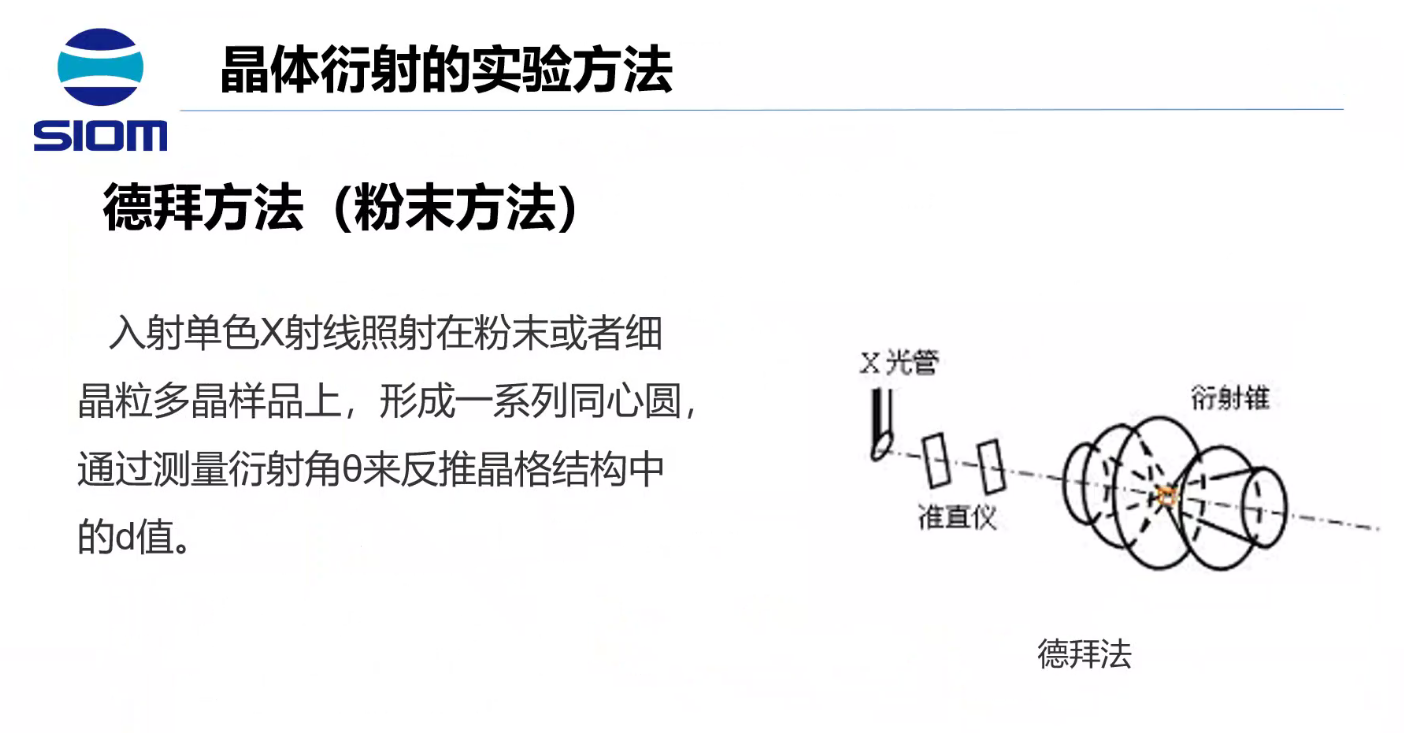 SIOM
晶体衍射的实验方法
德拜方法（粉末方法）
入射单色X射线照射在粉末或者细
晶粒多晶样品上，形成一系列同心圆，
通过测量衍射角θ来反推晶格结构中
的d值。
X光管
衍射锥
准直仪
德拜法